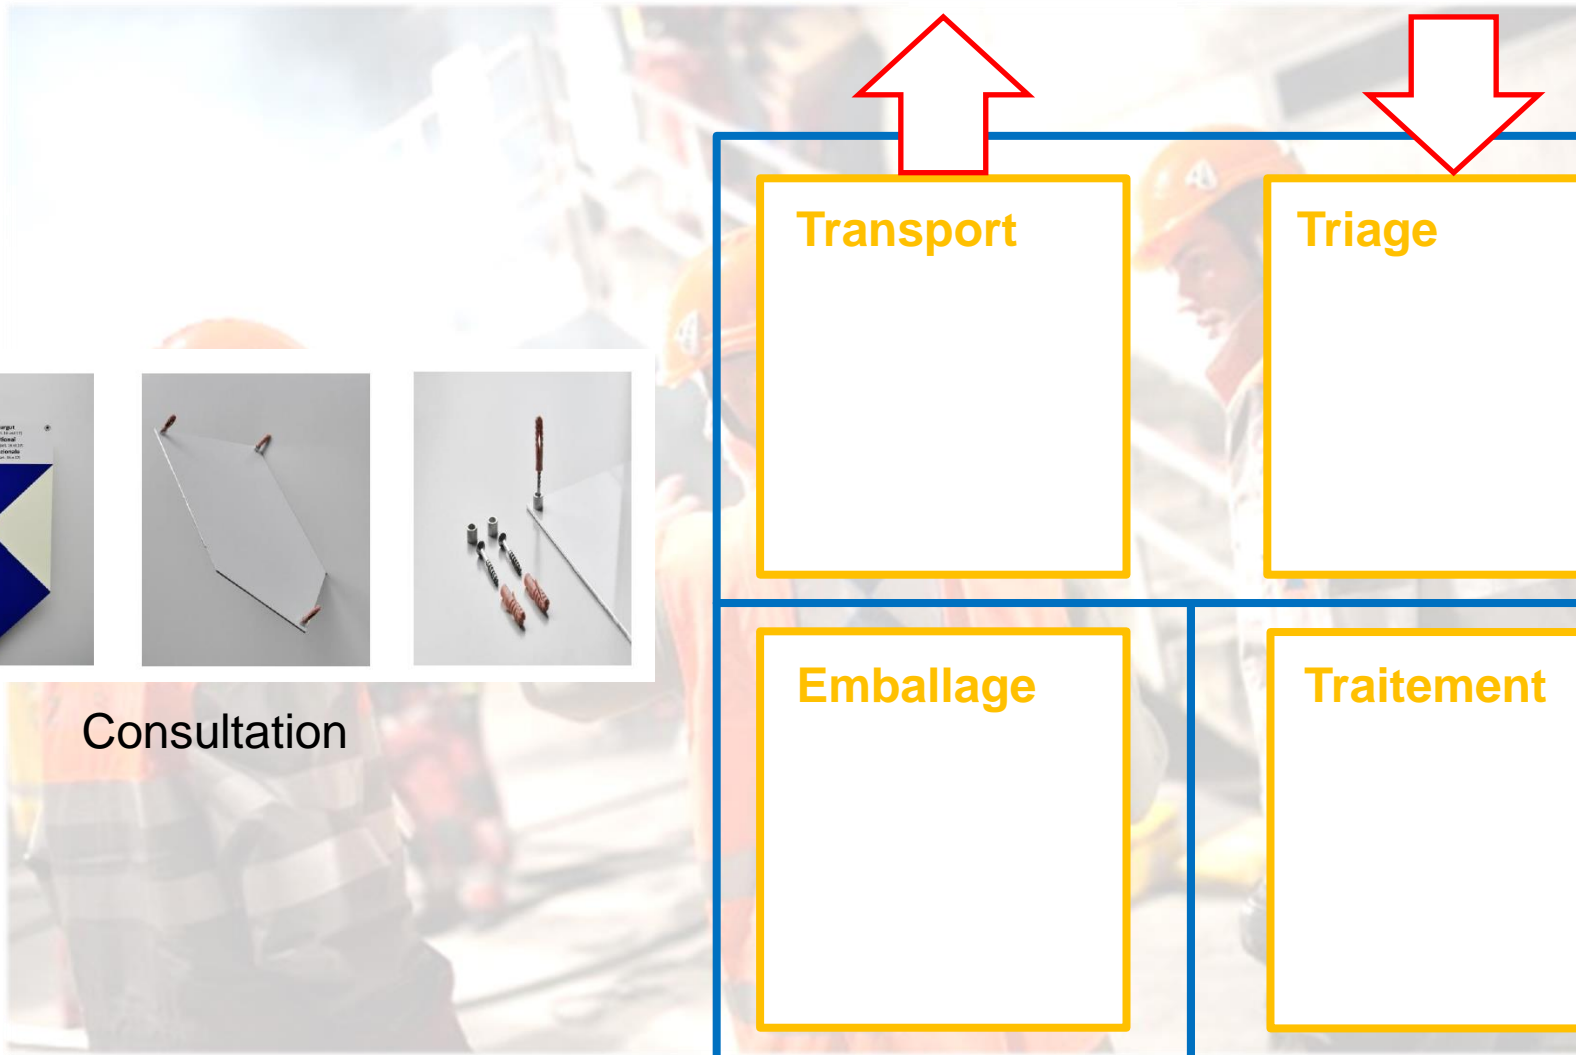 Transport
Triage
Emballage
Traitement
Consultation